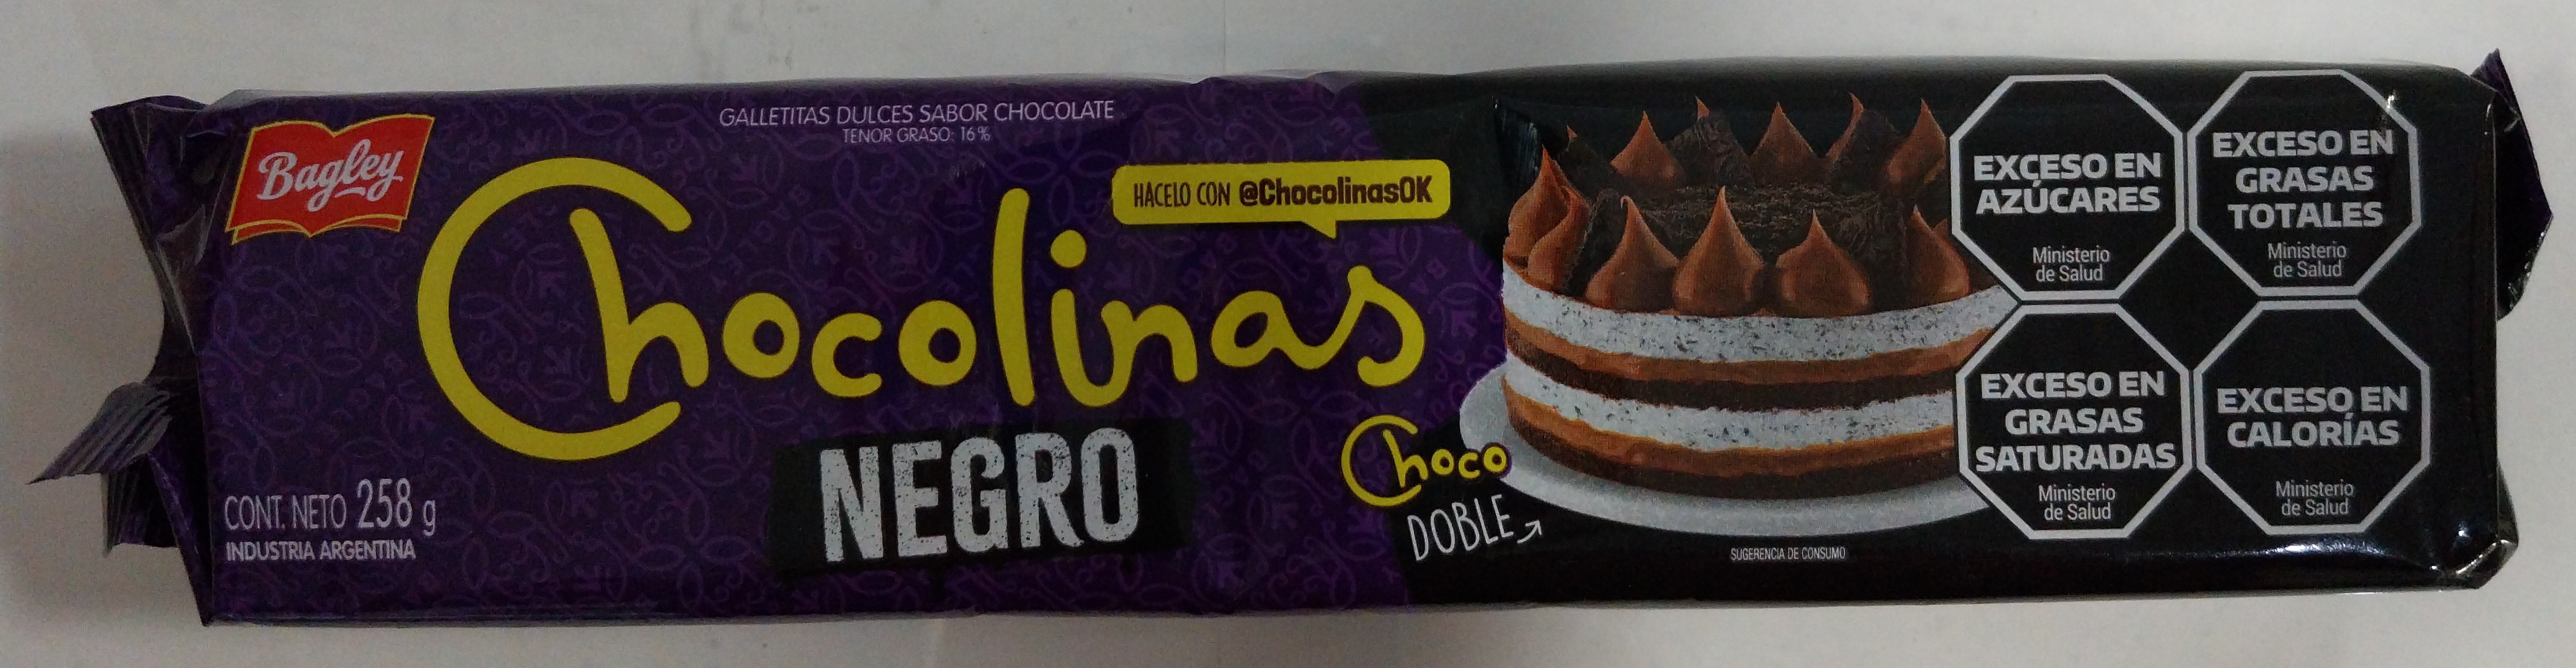 Bagley
GALLETITAS DULCES SABOR CHOCOLATE
TENOR GRASO: 16%
HACELO CON @ChocolinasOK
Chocolinas
NEGRO
CONT. NETO 258 g
INDUSTRIA ARGENTINA
Choco
DOBLE
SUGERENCIA DE CONSUMO
EXCESO EN
AZÚCARES
Ministerio
de Salud
EXCESO EN
GRASAS
TOTALES
Ministerio
de Salud
EXCESO EN
GRASAS
SATURADAS
Ministerio
de Salud
EXCESO EN
CALORÍAS
Ministerio
de Salud